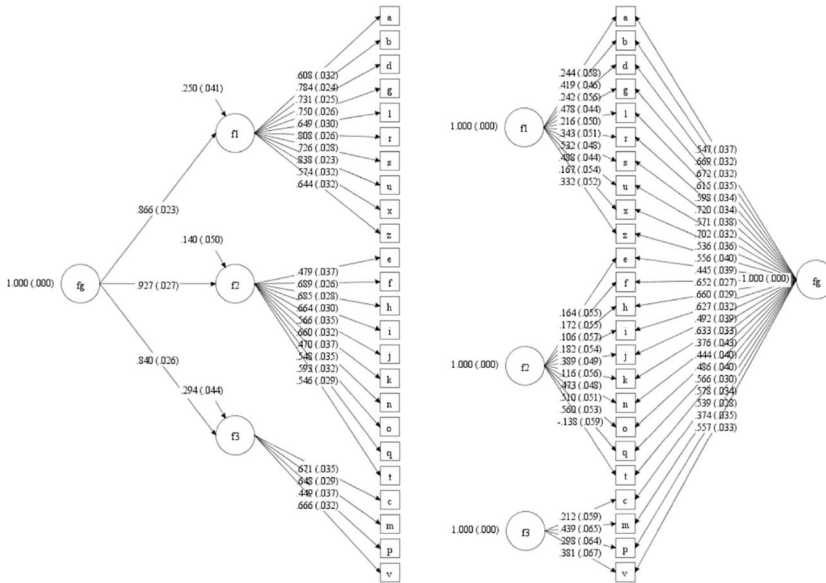 a
b
d
g
l
r
s
u
x
z
e
f
h
i
j
k
n
o
q
t
c
m
p
v
.608 (.032)
.784 (.024)
.731 (.025)
.750 (.026)
.649 (.030)
.808 (.026)
.726 (.028)
.838 (.023)
.574 (.032)
.644 (.032)
.250 (.041)
f1
.866 (.023)
.140 (.050)
1.000 (.000)
fg
.927 (.027)
f2
.479 (.037)
.689 (.026)
.685 (.028)
.664 (.030)
.566 (.035)
.660 (.032)
.470 (.037)
.548 (.035)
.593 (.032)
.546 (.029)
.840 (.026)
.294 (.044)
f3
.671 (.035)
.648 (.029)
.449 (.037)
.666 (.032)
a
b
d
g
l
r
s
u
x
z
e
f
h
i
j
k
n
o
q
t
c
m
p
v
1.000 (.000)
f1
.244 (.058)
.419 (.046)
.242 (.056)
.478 (.044)
.216 (.050)
.343 (.051)
.532 (.048)
.488 (.044)
.167 (.054)
.332 (.052)
1.000 (.000)
f2
.164 (.055)
.172 (.055)
.106 (.057)
.182 (.054)
.389 (.049)
.116 (.056)
.473 (.048)
.510 (.051)
.560 (.053)
-.138 (.059)
1.000 (.000)
f3
.212 (.059)
.439 (.065)
.298 (.064)
.381 (.067)
.547 (.037)
.669 (.032)
.672 (.032)
.615 (.035)
.598 (.034)
.720 (.034)
.571 (.038)
.702 (.032)
.536 (.036)
.556 (.040)
.445 (.039)
.652 (.027)
.660 (.029)
.627 (.032)
.492 (.039)
.633 (.033)
.376 (.043)
.444 (.040)
.486 (.040)
.566 (.030)
.578 (.034)
.539 (.028)
.374 (.035)
.557 (.033)
1.000 (.000)
fg